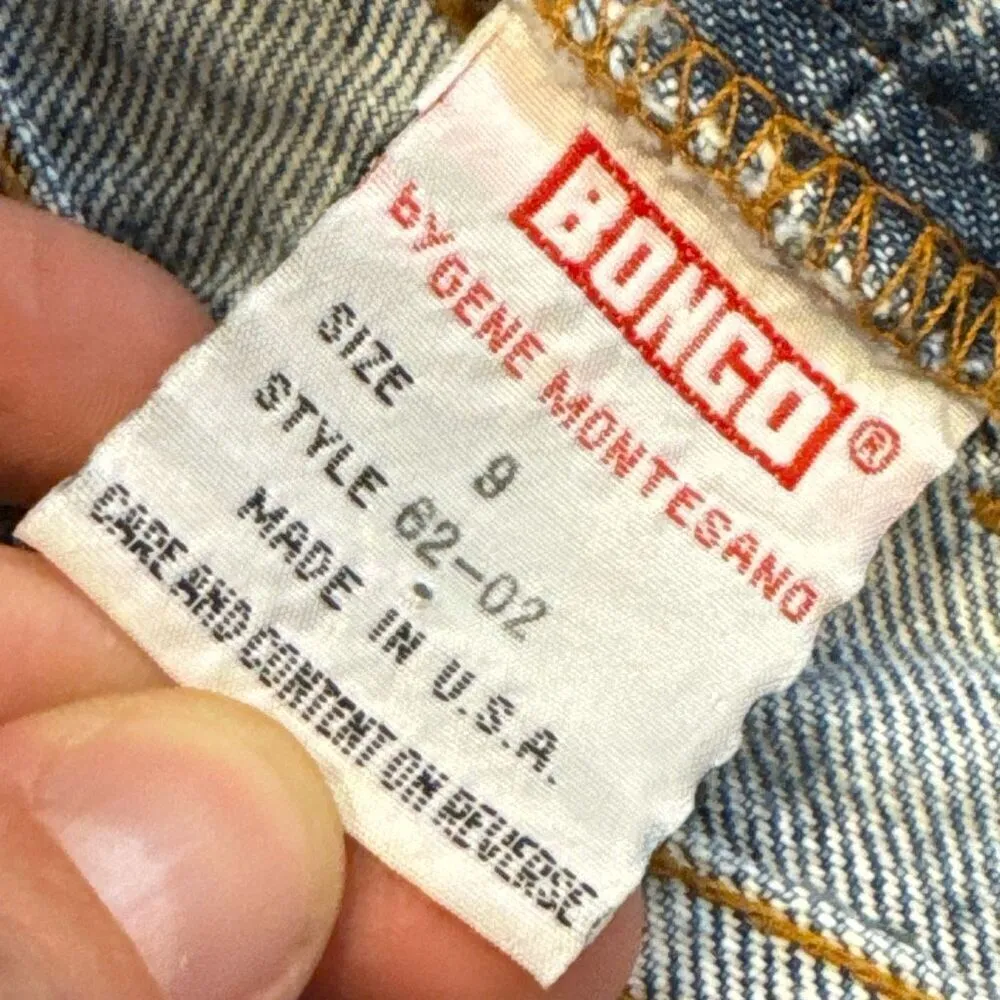 BONGO®
by GENE MONTESANO
SIZE 9
STYLE 62-02
MADE IN U.S.A.
CARE AND CONTENT ON REVERSE